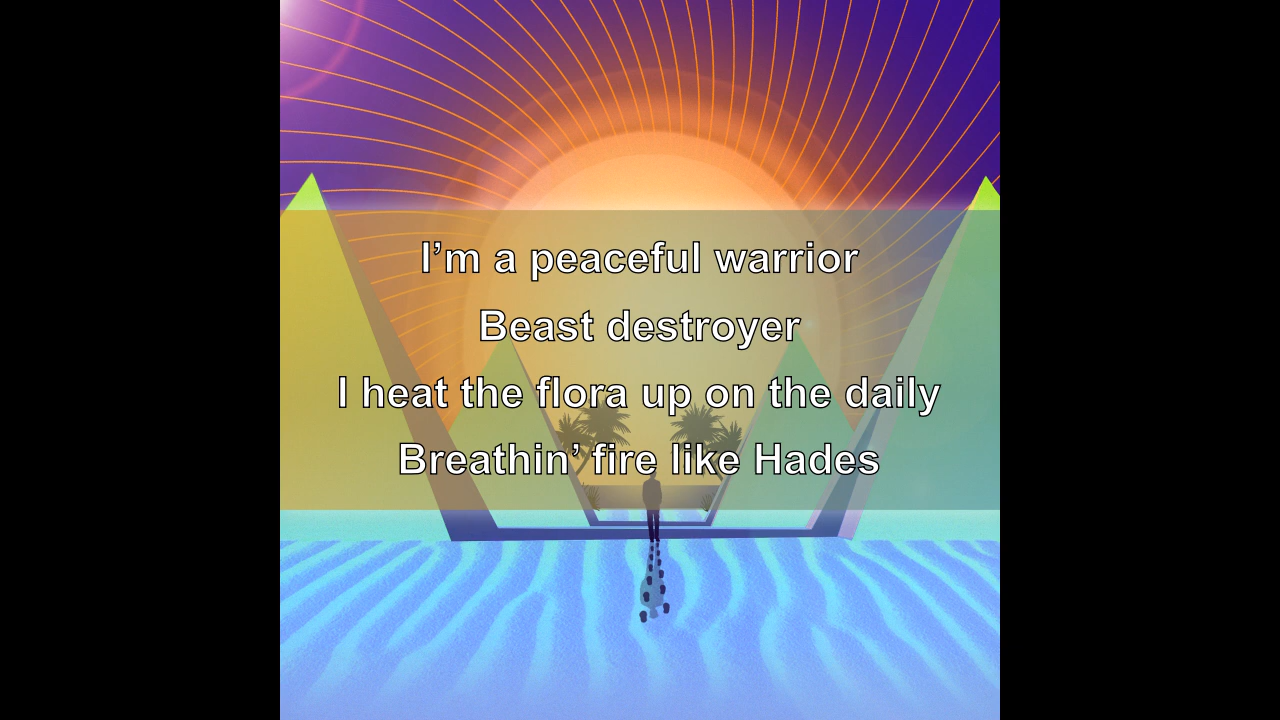 I’m a peaceful warrior
Beast destroyer
I heat the flora up on the daily
Breathin’ fire like Hades